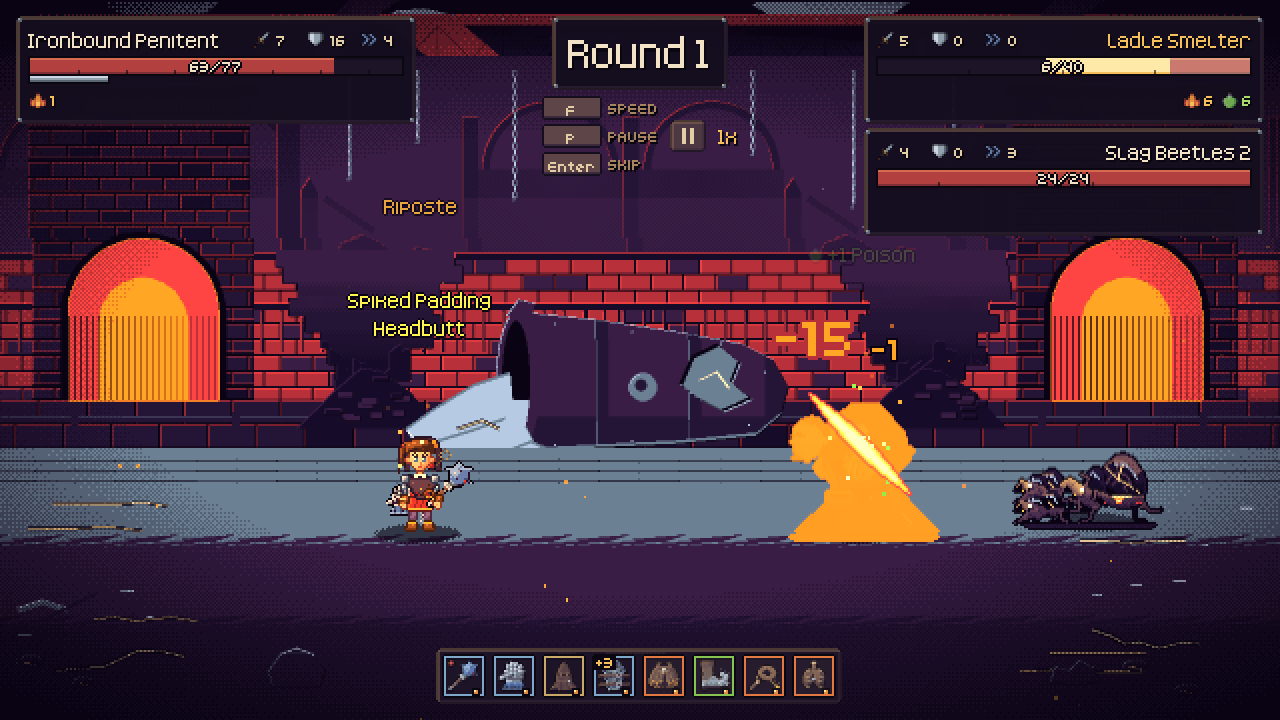 Ironbound Penitent 7 16 4
63/77
1
Round 1
F SPEED
P PAUSE 1x
Enter SKIP
5 0 0 Ladle Smelter
6 6
4 0 3 Slag Beetles 2
24/24
Riposte
+1 Poison
Spiked Padding
Headbutt
-15 -1
+3